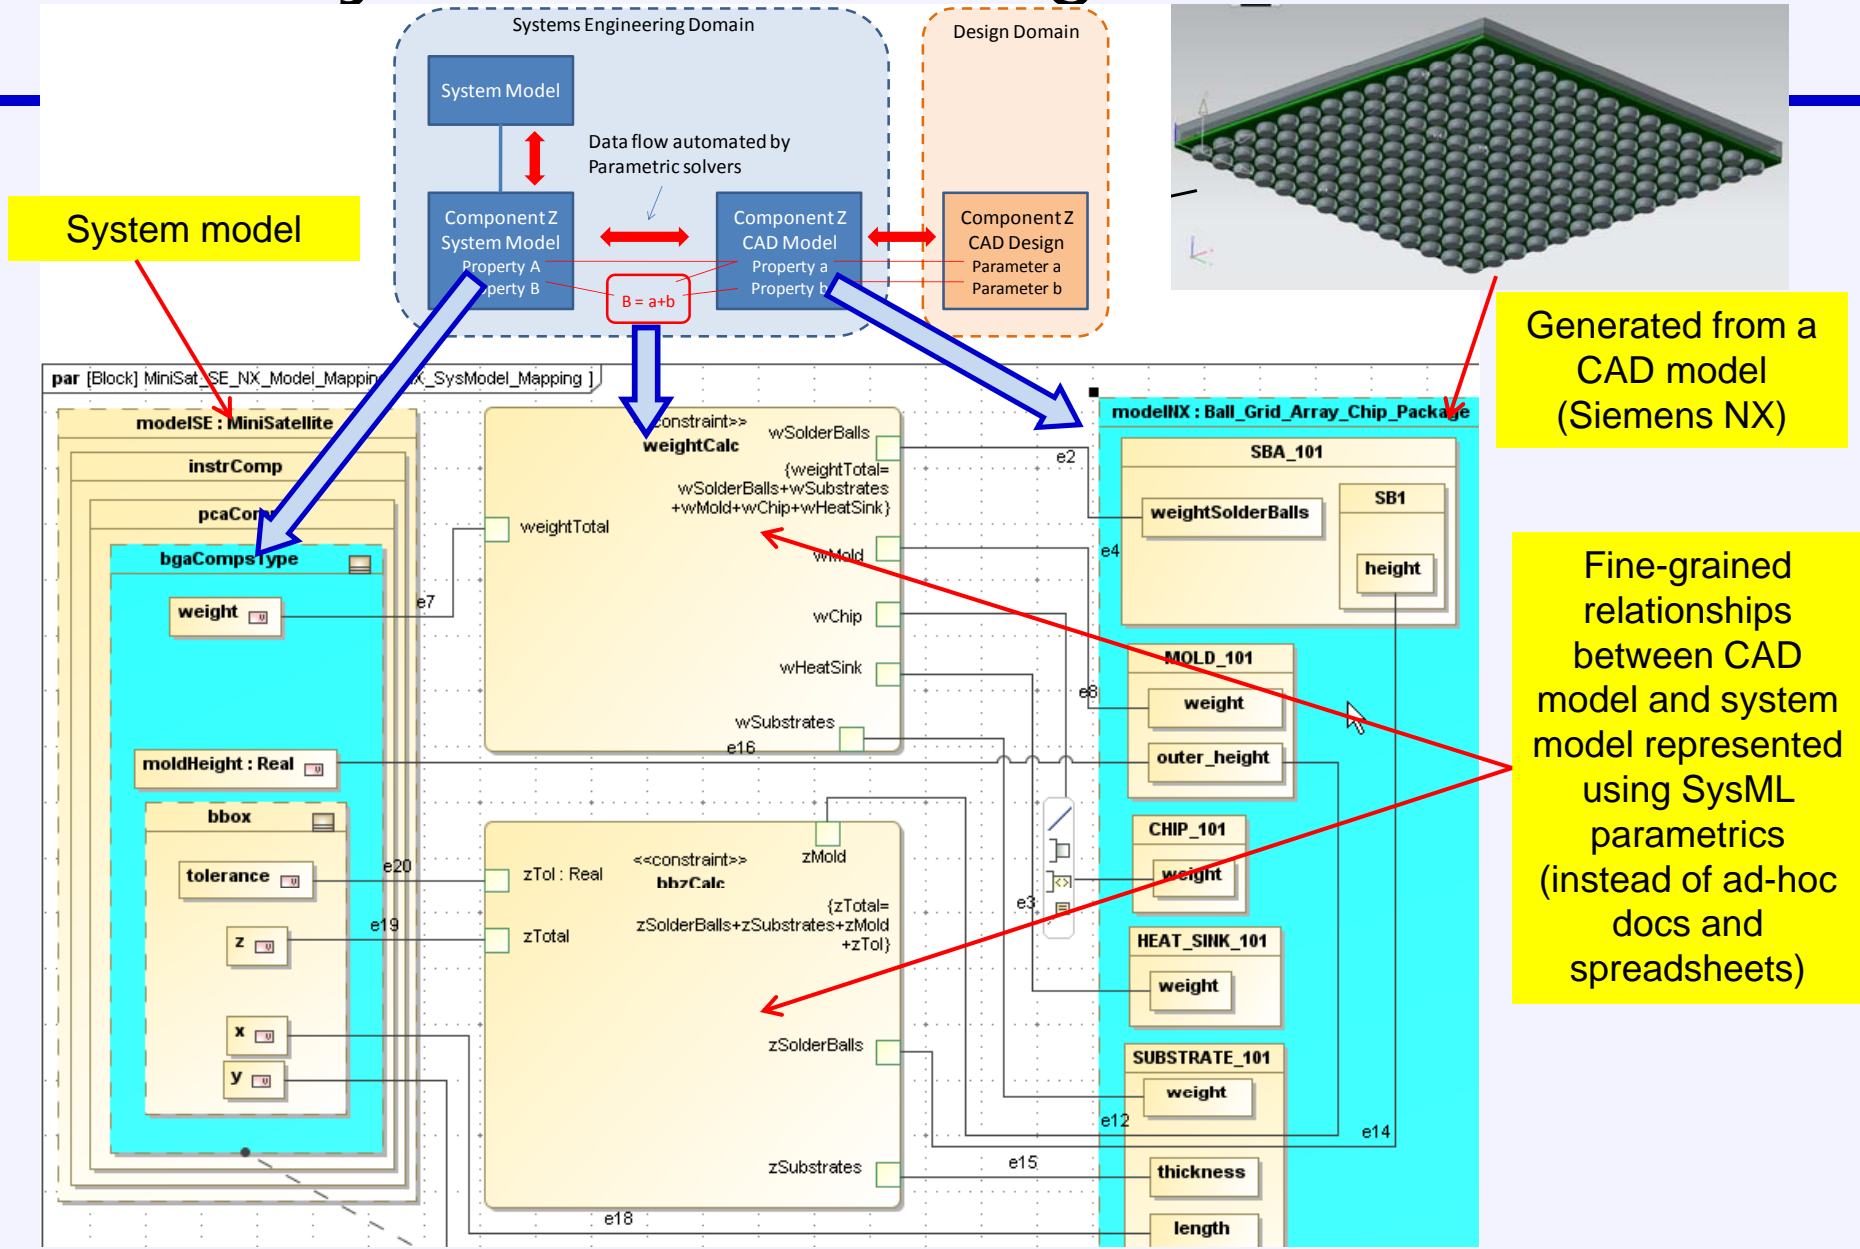 Systems Engineering Domain
Design Domain
System Model
Data flow automated by
Parametric solvers
Component Z
System Model
Property A
Property B
Component Z
CAD Model
Property a
Property b
Component Z
CAD Design
Parameter a
Parameter b
B = a+b
System model
Generated from a
CAD model
(Siemens NX)
Fine-grained
relationships
between CAD
model and system
model represented
using SysML
parametrics
(instead of ad-hoc
docs and
spreadsheets)
par [Block] MiniSat_SE_NX_Model_Mapping X_SysModel_Mapping ]
modelSE : MiniSatellite
instrComp
pcaComp
bgaCompsType
weight
moldHeight : Real
bbox
tolerance
z
x
y
e7
e20
e19
e18
<<constraint>>
weightCalc
wSolderBalls
{weightTotal=
wSolderBalls+wSubstrates
+wMold+wChip+wHeatSink}
weightTotal
wMold
wChip
wHeatSink
wSubstrates
e16
<<constraint>>
bbzCalc
zMold
zTol : Real
zTotal
{zTotal=
zSolderBalls+zSubstrates+zMold
+zTol}
zSolderBalls
zSubstrates
e2
e4
e8
e3
e12
e14
e15
modelNX : Ball_Grid_Array_Chip_Package
SBA_101
weightSolderBalls
SB1
height
MOLD_101
weight
outer_height
CHIP_101
weight
HEAT_SINK_101
weight
SUBSTRATE_101
weight
thickness
length